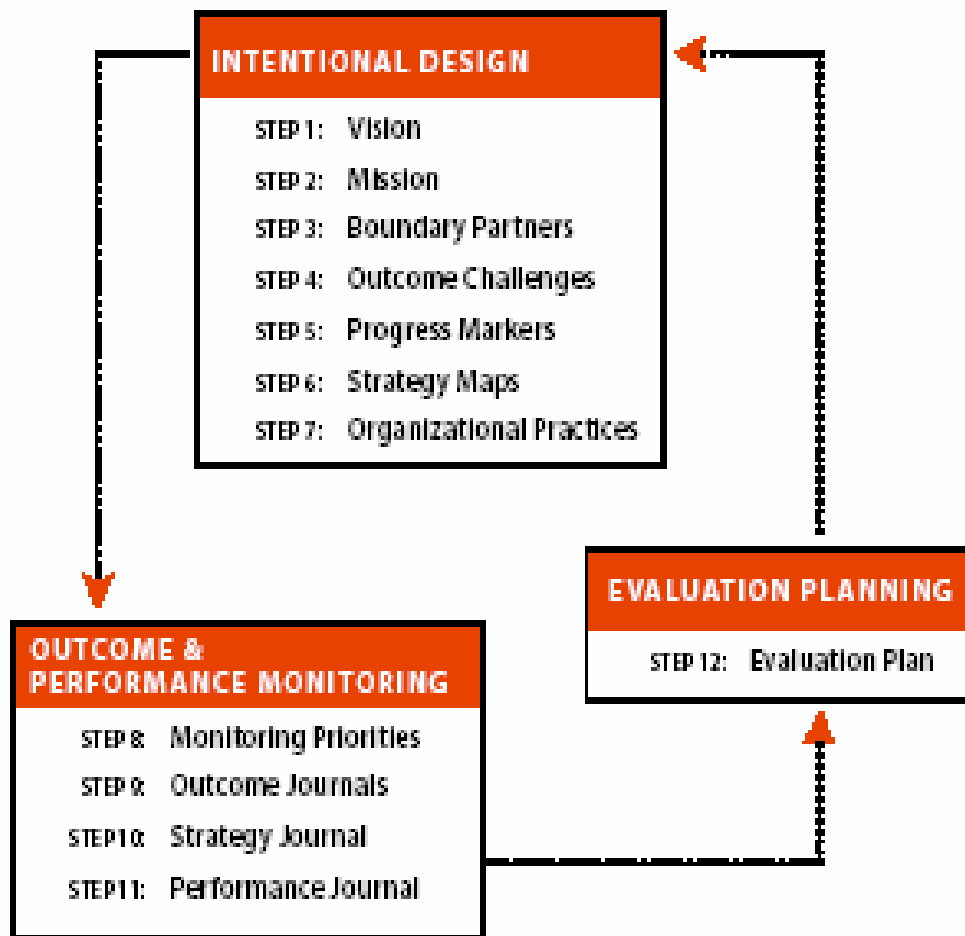 INTENTIONAL DESIGN
STEP 1: Vision
STEP 2: Mission
STEP 3: Boundary Partners
STEP 4: Outcome Challenges
STEP 5: Progress Markers
STEP 6: Strategy Maps
STEP 7: Organizational Practices
OUTCOME &
PERFORMANCE MONITORING
STEP 8: Monitoring Priorities
STEP 9: Outcome Journals
STEP 10: Strategy Journal
STEP 11: Performance Journal
EVALUATION PLANNING
STEP 12: Evaluation Plan